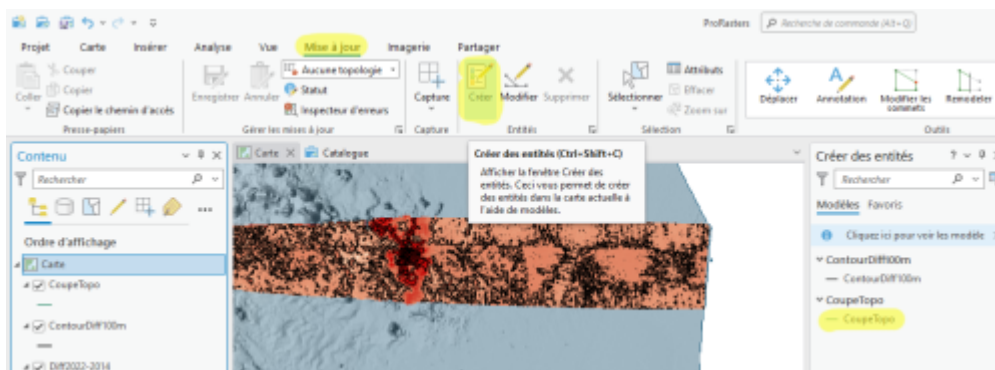 ProRasters
Recherche de commande (Alt+Q)
Projet Carte Insérer Analyse Vue Mise à jour Imagerie Partager
Coller
Couper
Copier
Copier le chemin d'accès
Presse-papiers
Enregistrer Annuler
Aucune topologie
Statut
Inspecteur d'erreurs
Gérer les mises à jour
Capture
Capture
Créer Modifier Supprimer
Entités
Sélectionner
Attributs
Effacer
Zoom sur
Sélection
Déplacer Annotation Modifier les sommets Remodeler
Outils
Contenu
Rechercher
Ordre d'affichage
Carte
CoupeTopo
ContourDiff100m
Diff2022-2014
Carte Catalogue
Créer des entités (Ctrl+Shift+C)
Afficher la fenêtre Créer des
entités. Ceci vous permet de créer
des entités dans la carte actuelle à
l'aide de modèles.
Créer des entités
Rechercher
Modèles Favoris
Cliquez ici pour voir les modèle
ContourDiff100m
ContourDiff100m
CoupeTopo
CoupeTopo